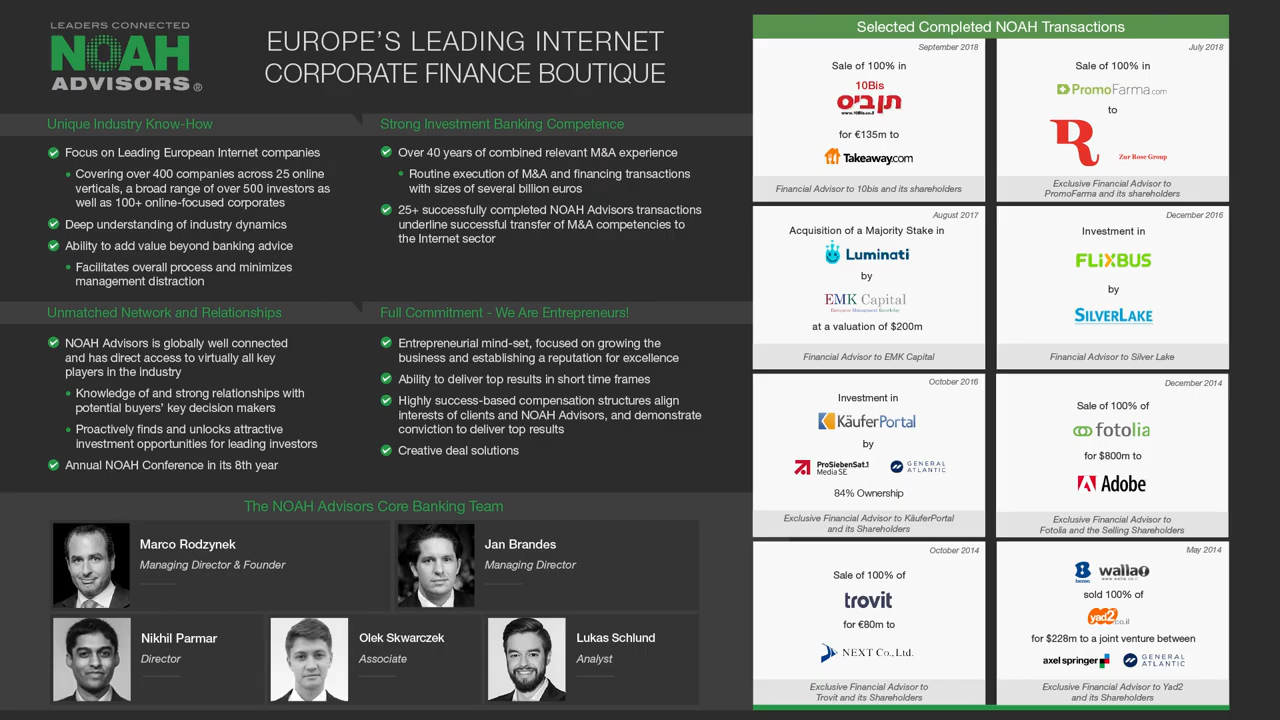 LEADERS CONNECTED
NOAH
ADVISORS®
EUROPE'S LEADING INTERNET
CORPORATE FINANCE BOUTIQUE
Unique Industry Know-How
Focus on Leading European Internet companies
• Covering over 400 companies across 25 online
verticals, a broad range of over 500 investors as
well as 100+ online-focused corporates
Deep understanding of industry dynamics
Ability to add value beyond banking advice
• Facilitates overall process and minimizes
management distraction
Strong Investment Banking Competence
Over 40 years of combined relevant M&A experience
• Routine execution of M&A and financing transactions
with sizes of several billion euros
25+ successfully completed NOAH Advisors transactions
underline successful transfer of M&A competencies to
the Internet sector
Unmatched Network and Relationships
NOAH Advisors is globally well connected
and has direct access to virtually all key
players in the industry
• Knowledge of and strong relationships with
potential buyers' key decision makers
• Proactively finds and unlocks attractive
investment opportunities for leading investors
Annual NOAH Conference in its 8th year
Full Commitment - We Are Entrepreneurs!
Entrepreneurial mind-set, focused on growing the
business and establishing a reputation for excellence
Ability to deliver top results in short time frames
Highly success-based compensation structures align
interests of clients and NOAH Advisors, and demonstrate
conviction to deliver top results
Creative deal solutions
The NOAH Advisors Core Banking Team
Marco Rodzynek
Managing Director & Founder
Jan Brandes
Managing Director
Nikhil Parmar
Director
Olek Skwarczek
Associate
Lukas Schlund
Analyst
Selected Completed NOAH Transactions
September 2018
Sale of 100% in
10Bis
תן ביס
www.10Bis.co.il
for €135m to
Takeaway.com
Financial Advisor to 10bis and its shareholders
July 2018
Sale of 100% in
PromoFarma.com
to
R
Zur Rose Group
Exclusive Financial Advisor to
PromoFarma and its shareholders
August 2017
Acquisition of a Majority Stake in
Luminati
by
EMK Capital
European Management Knowledge
at a valuation of $200m
Financial Advisor to EMK Capital
December 2016
Investment in
FLiXBUS
by
SILVERLAKE
Financial Advisor to Silver Lake
October 2016
Investment in
KäuferPortal
by
ProSiebenSat.1
Media SE
GENERAL
ATLANTIC
84% Ownership
Exclusive Financial Advisor to KäuferPortal
and its Shareholders
December 2014
Sale of 100% of
fotolia
for $800m to
Adobe
Exclusive Financial Advisor to
Fotolia and the Selling Shareholders
October 2014
Sale of 100% of
trovit
for €80m to
NEXT Co., Ltd.
Exclusive Financial Advisor to
Trovit and its Shareholders
May 2014
walla
www.walla.co.il
sold 100% of
yad2
co.il
for $228m to a joint venture between
axel springer
GENERAL
ATLANTIC
Exclusive Financial Advisor to Yad2
and its Shareholders